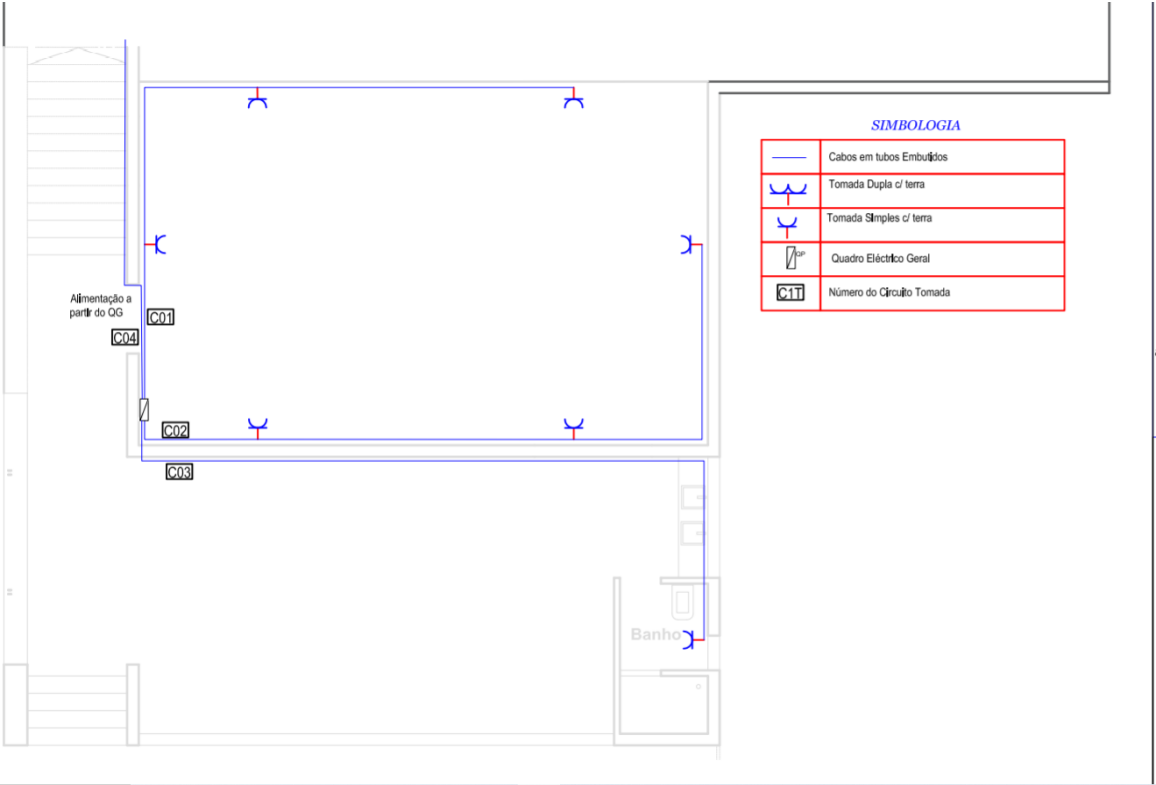 SIMBOLOGIA
Cabos em tubos Embutidos
Tomada Dupla c/ terra
Tomada SImples c/ terra
QP
Quadro Eléctrico Geral
C1T
Número do Circuito Tomada
Alimentação a
partir do QG
C01
C04
C02
C03
Banho